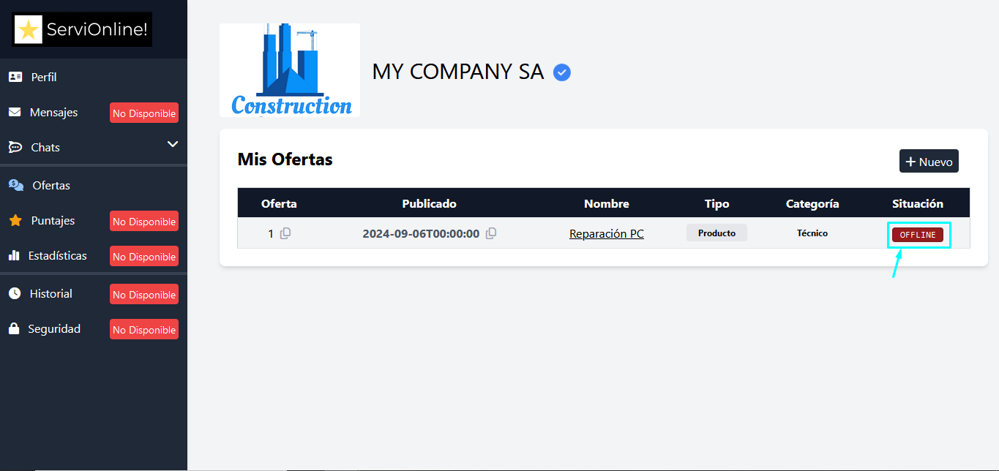 ServiOnline!
Perfil
Mensajes No Disponible
Chats
Ofertas
Puntajes No Disponible
Estadísticas No Disponible
Historial No Disponible
Seguridad No Disponible
Construction
MY COMPANY SA
Mis Ofertas
+ Nuevo
Oferta Publicado Nombre Tipo Categoría Situación
1 2024-09-06T00:00:00 Reparación PC Producto Técnico OFFLINE